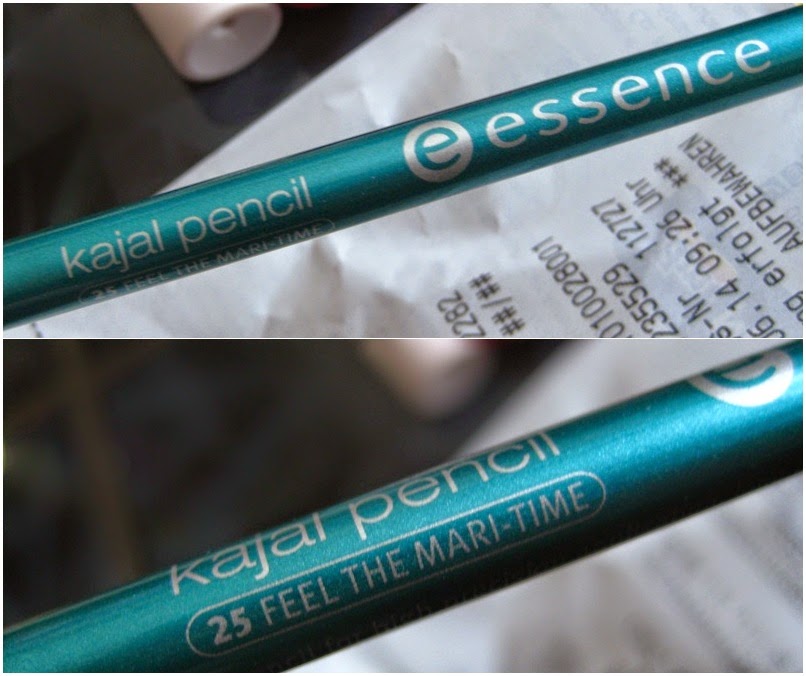 e essence
kajal pencil
25 FEEL THE MARI-TIME
AUFBEWAHREN
erfolgt
06.14 09:26 Uhr ###
112727
235529
01010028001
##/##
2282
kajal pencil
25 FEEL THE MARI-TIME